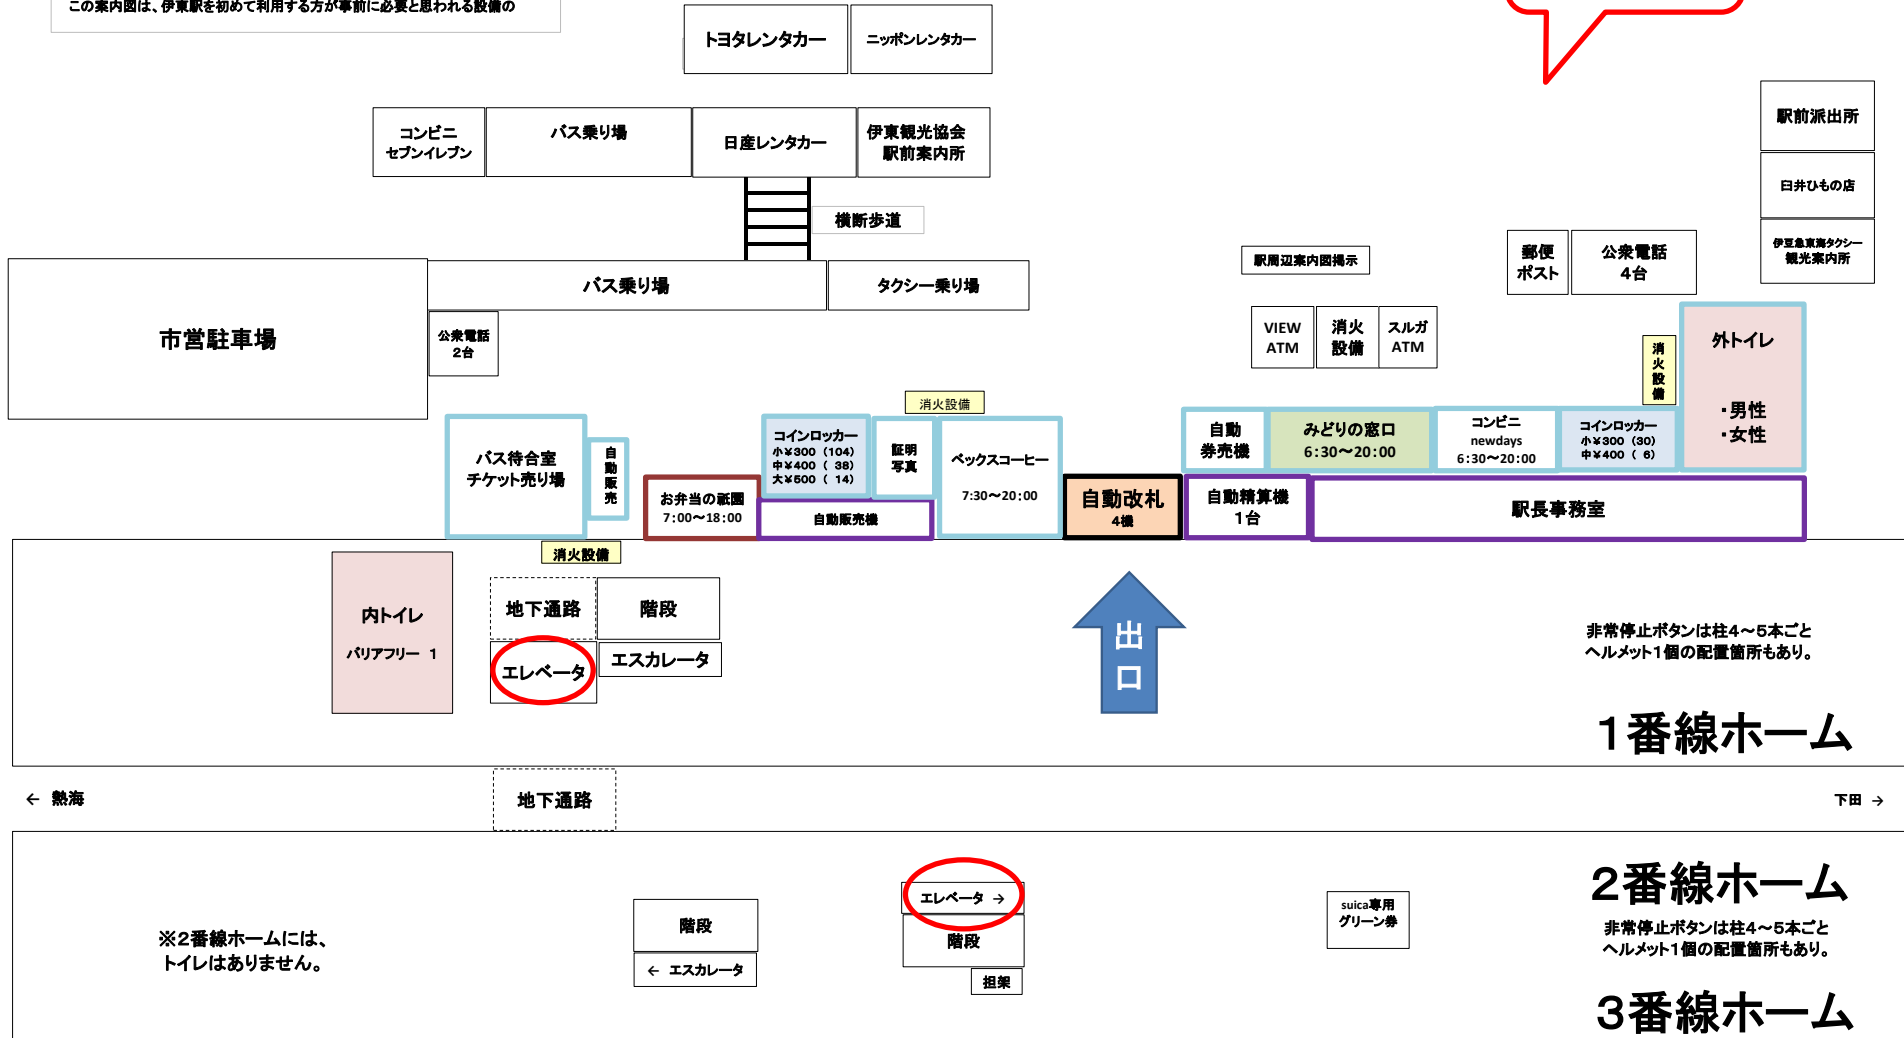 この案内図は、伊東駅を初めて利用する方が事前に必要と思われる設備の
トヨタレンタカー
ニッポンレンタカー
コンビニ
セブンイレブン
バス乗り場
日産レンタカー
伊東観光協会
駅前案内所
駅前派出所
臼井ひもの店
伊豆急東海タクシー
観光案内所
横断歩道
駅周辺案内図掲示
郵便
ポスト
公衆電話
4台
バス乗り場
タクシー乗り場
市営駐車場
公衆電話
2台
VIEW
ATM
消火
設備
スルガ
ATM
消火設備
外トイレ
・男性
・女性
消火設備
バス待合室
チケット売り場
自動販売
お弁当の祇園
7:00～18:00
コインロッカー
小¥300（104）
中¥400（ 38）
大¥600（ 14）
自動販売機
証明
写真
ベックスコーヒー
7:30～20:00
自動改札
4機
自動
券売機
みどりの窓口
6:30～20:00
コンビニ
newdays
6:30～20:00
コインロッカー
小¥300（30）
中¥400（ 6）
自動精算機
1台
駅長事務室
消火設備
内トイレ
バリアフリー 1
地下通路
階段
エレベータ
エスカレータ
出口
非常停止ボタンは柱4～5本ごと
ヘルメット1個の配置箇所もあり。
1番線ホーム
← 熱海
地下通路
下田 →
※2番線ホームには、
トイレはありません。
階段
← エスカレータ
エレベータ →
階段
担架
suica専用
グリーン券
2番線ホーム
非常停止ボタンは柱4～5本ごと
ヘルメット1個の配置箇所もあり。
3番線ホーム